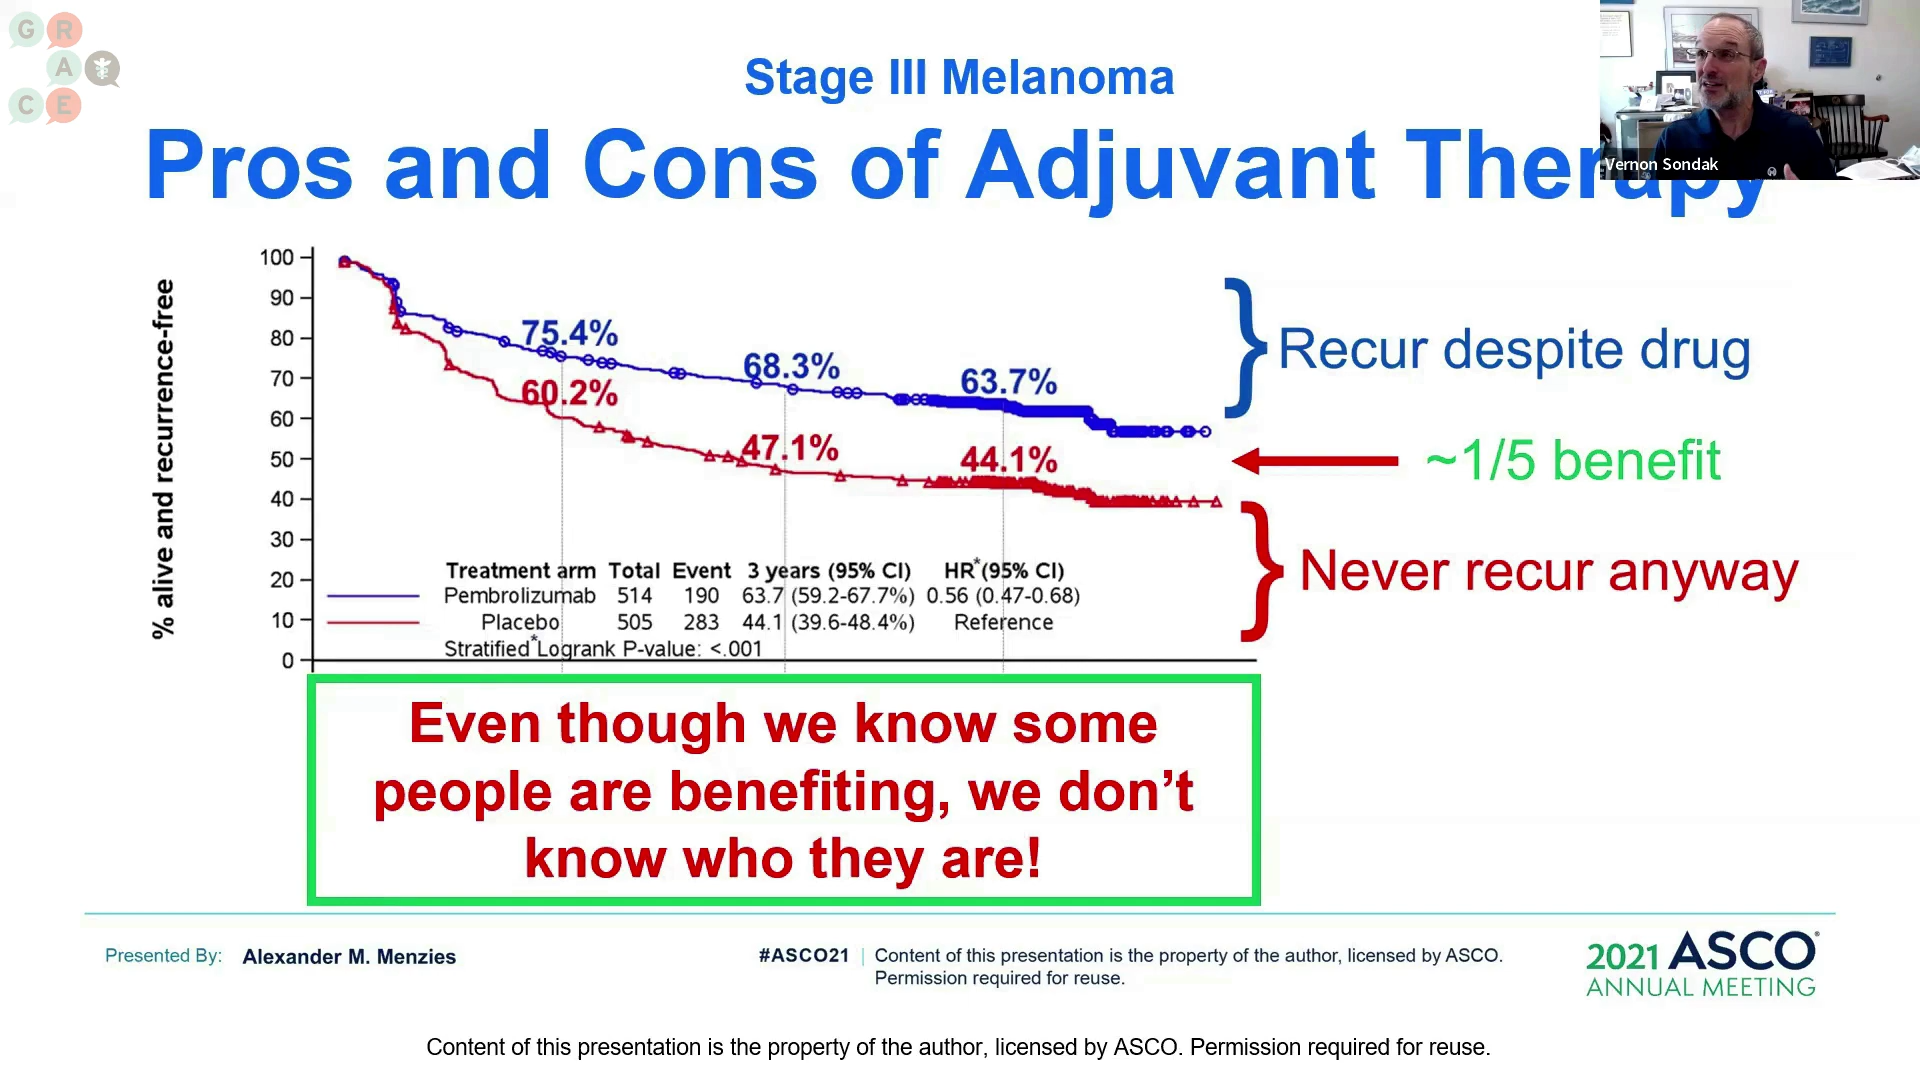 G R
A
C E
Stage III Melanoma
Pros and Cons of Adjuvant Therapy
Vernon Sondak
% alive and recurrence-free
100
90
80
70
60
50
40
30
20
10
0
75.4%
68.3%
63.7%
60.2%
47.1%
44.1%
Recur despite drug
~1/5 benefit
Never recur anyway
Treatment arm Total Event 3 years (95% CI) HR*(95% CI)
Pembrolizumab 514 190 63.7 (59.2-67.7%) 0.56 (0.47-0.68)
Placebo 505 283 44.1 (39.6-48.4%) Reference
Stratified*Logrank P-value: <.001
Even though we know some
people are benefiting, we don’t
know who they are!
Presented By: Alexander M. Menzies
#ASCO21
Content of this presentation is the property of the author, licensed by ASCO.
Permission required for reuse.
2021 ASCO®
ANNUAL MEETING
Content of this presentation is the property of the author, licensed by ASCO. Permission required for reuse.